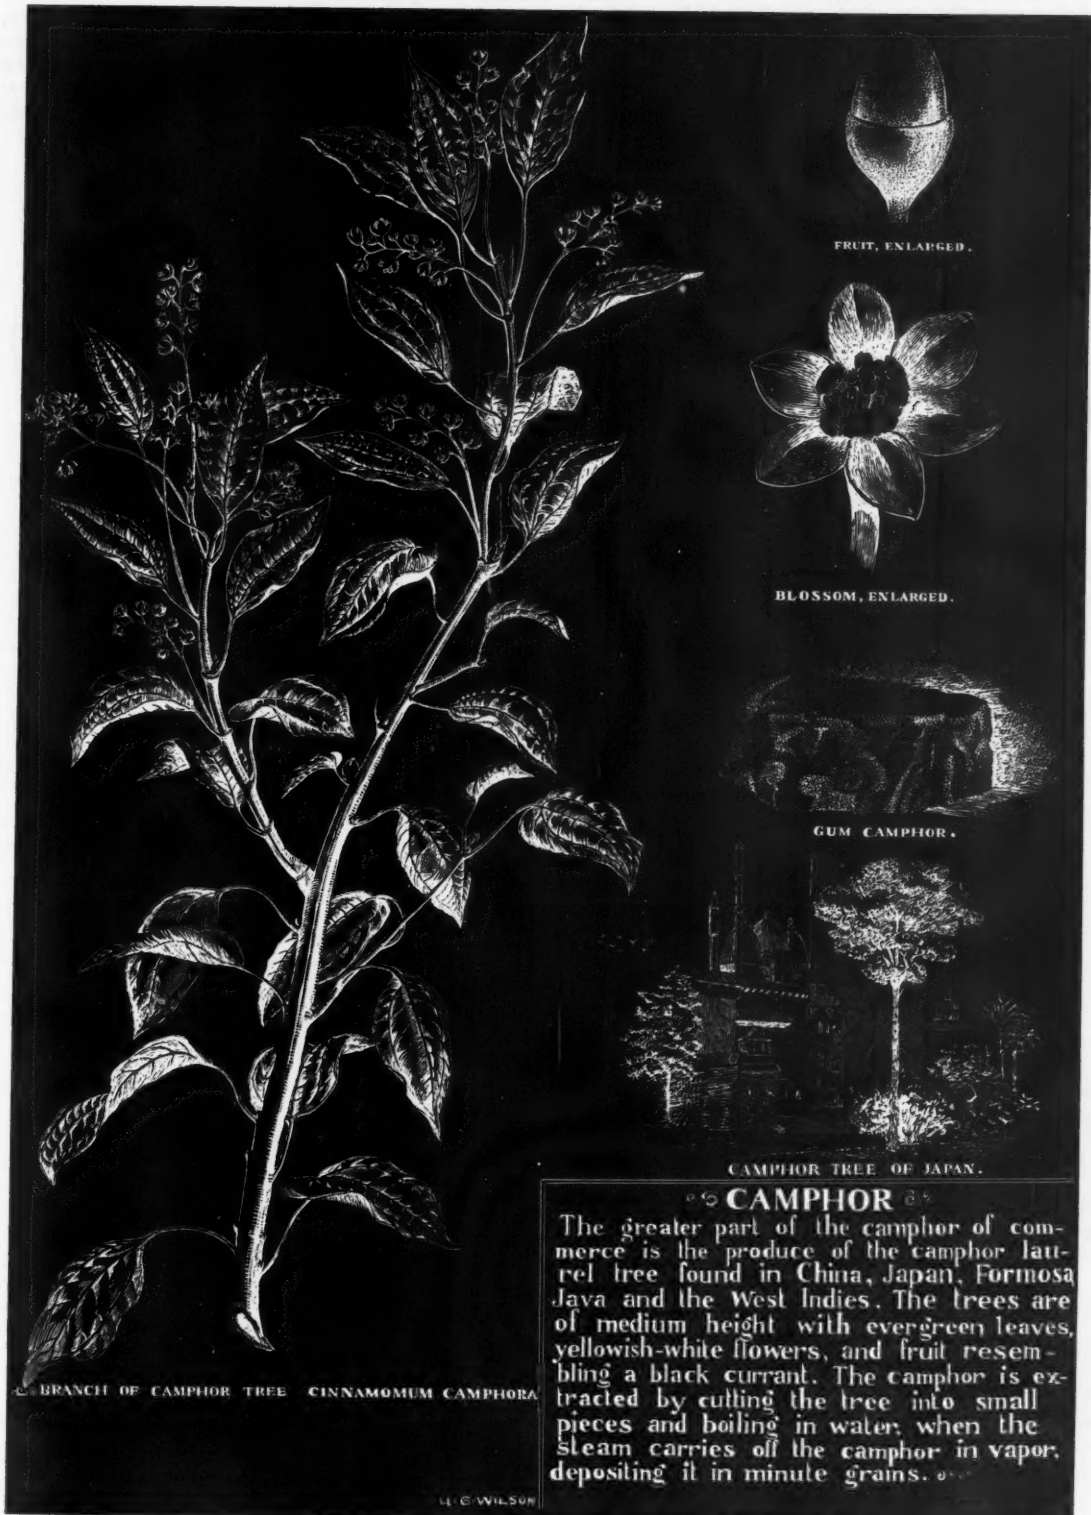 FRUIT, ENLARGED.
BLOSSOM, ENLARGED.
GUM CAMPHOR.
CAMPHOR TREE OF JAPAN.
BRANCH OF CAMPHOR TREE CINNAMOMUM CAMPHORA
CAMPHOR
The greater part of the camphor of com-
merce is the produce of the camphor lau-
rel tree found in China, Japan, Formosa
Java and the West Indies. The trees are
of medium height with evergreen leaves,
yellowish-white flowers, and fruit resem-
bling a black currant. The camphor is ex-
tracted by cutting the tree into small
pieces and boiling in water, when the
steam carries off the camphor in vapor,
depositing it in minute grains.
WILSON